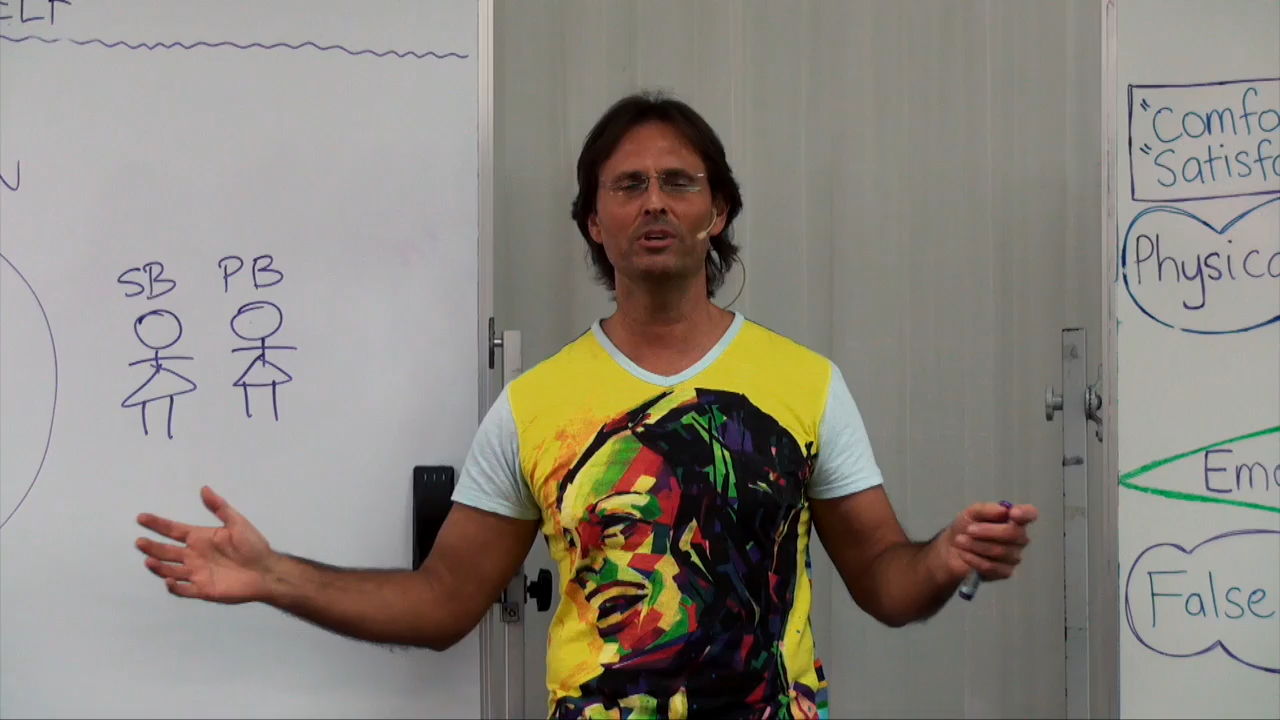 ELF
SB PB
"Comfo
"Satisfa
Physica
Emo
False